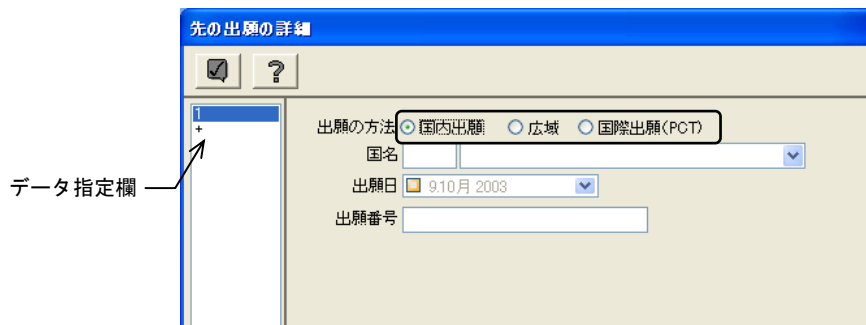 先の出願の詳細
?
1
+
出願の方法 国内出願 広域 国際出願(PCT)
国名
データ指定欄
出願日 9.10月 2003
出願番号